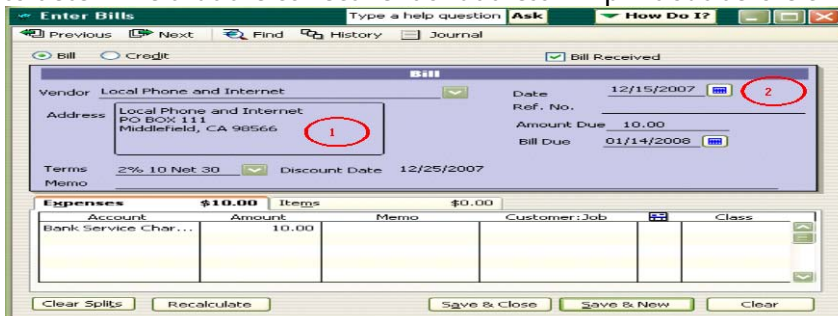 Enter Bills Type a help question Ask How Do I?
Previous Next Find History Journal
Bill Credit Bill Received
Bill
Vendor Local Phone and Internet Date 12/15/2007 2
Ref. No.
Address Local Phone and Internet
PO BOX 111
Middlefield, CA 98566 1
Amount Due 10.00
Bill Due 01/14/2008
Terms 2% 10 Net 30 Discount Date 12/25/2007
Memo
Expenses $10.00 Items $0.00
Account Amount Memo Customer:Job Class
Bank Service Char... 10.00
Clear Splits Recalculate Save & Close Save & New Clear